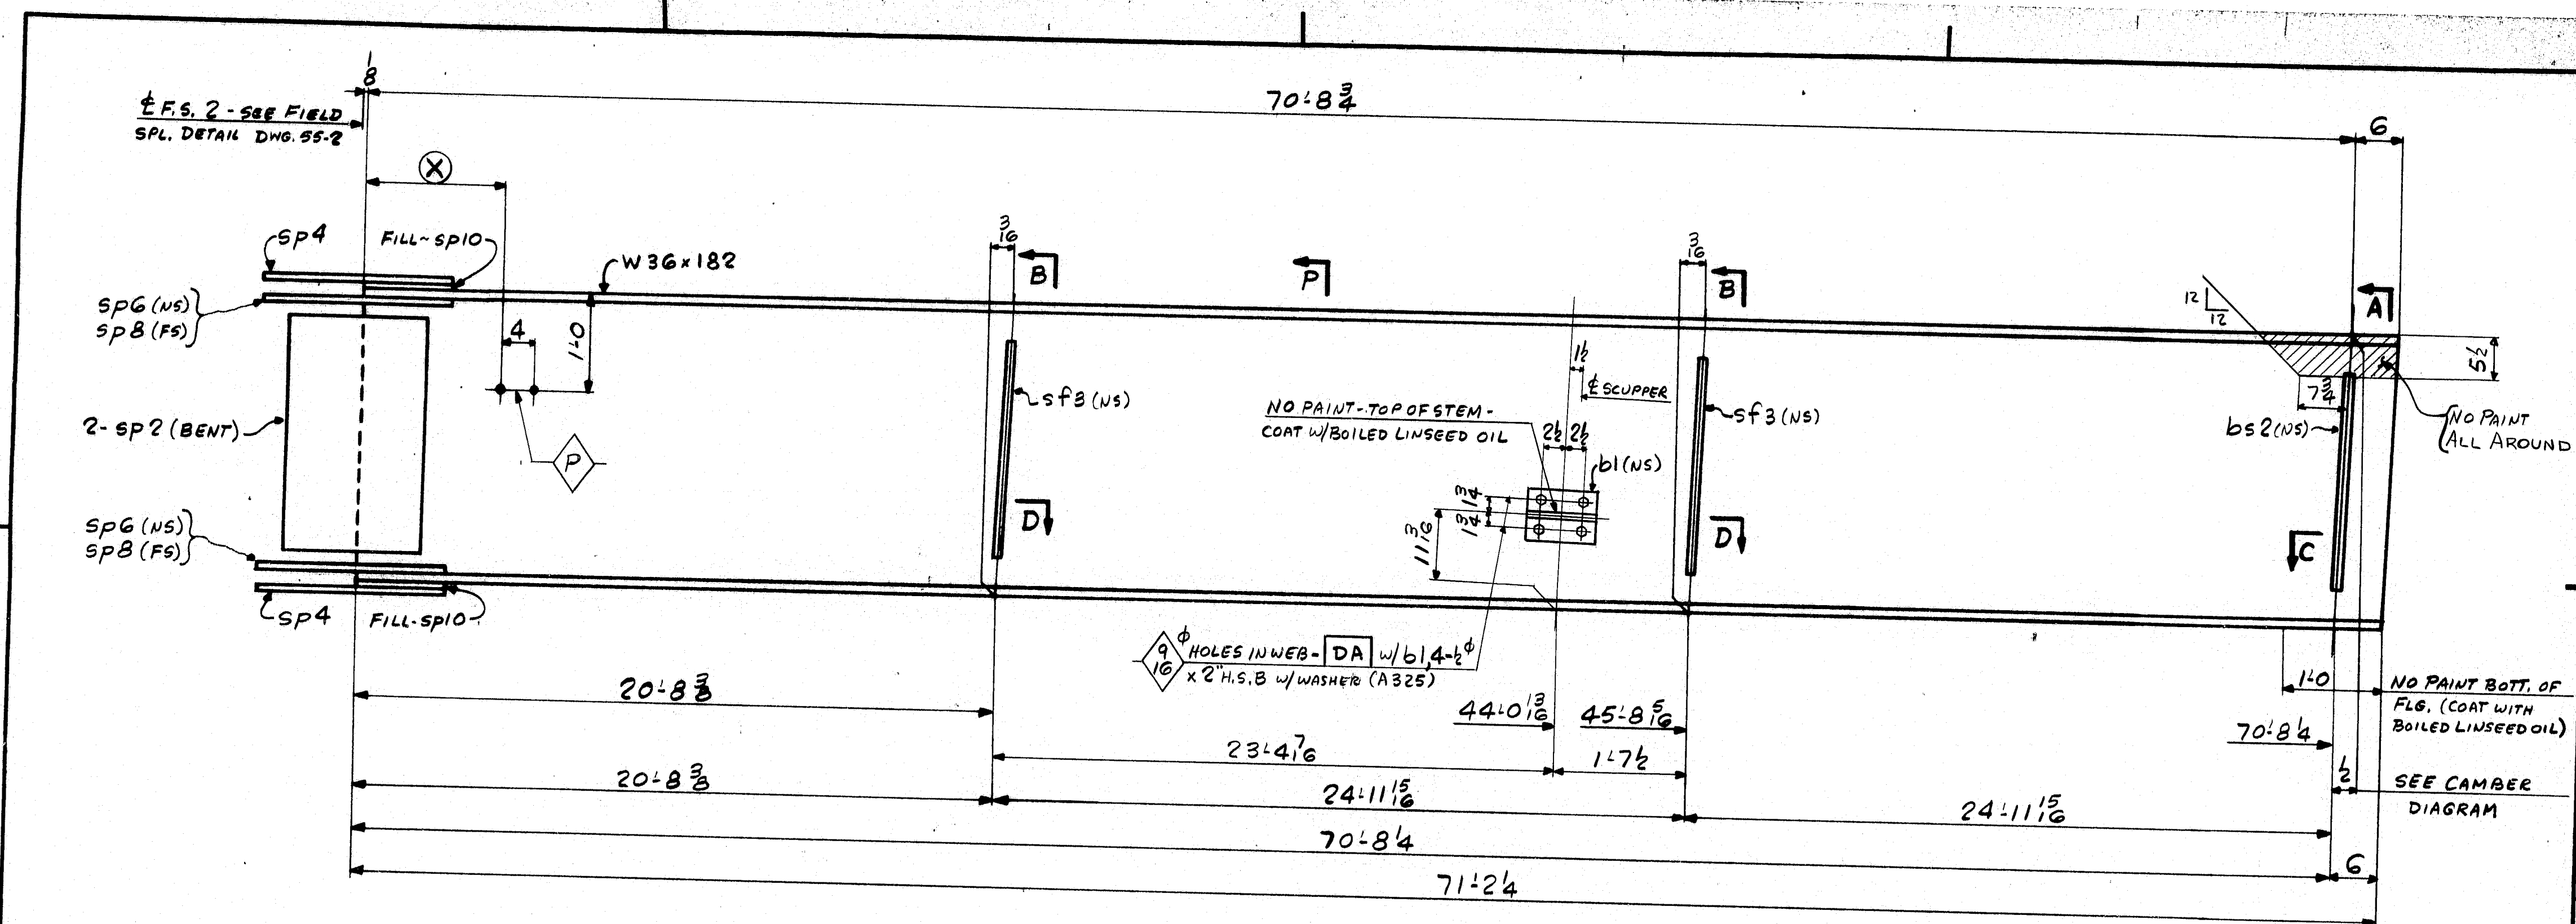 1/8
70'-8 3/4
6
℄ F.S. 2 - SEE FIELD
SPL. DETAIL DWG. 55-2
X
sp4
FILL~sp10
W 36 x 182
sp6 (NS)
sp8 (FS)
4
1'-0
2- sp2 (BENT)
P
sp6 (NS)
sp8 (FS)
sp4
FILL-sp10
3/16
B
P
3/16
B
sf3 (NS)
D
1 1/2
℄ SCUPPER
NO PAINT-TOP OF STEM-
COAT W/BOILED LINSEED OIL
2 1/2
2 1/2
b1 (NS)
1 3/4
1 3/4
11 3/16
sf3 (NS)
D
12
12
A
5 1/2
7 3/4
bs2 (NS)
NO PAINT
ALL AROUND
C
9/16 φ HOLES IN WEB - DA w/ b1, 4-1/2 φ
x 2" H.S.B w/ WASHER (A325)
20'-8 3/8
44'-0 13/16
45'-8 5/16
1'-0
NO PAINT BOTT. OF
FLG. (COAT WITH
BOILED LINSEED OIL)
70'-8 1/4
23'-4 7/16
1'-7 1/2
1/2
SEE CAMBER
DIAGRAM
20'-8 3/8
24'-11 15/16
24'-11 15/16
70'-8 1/4
6
71'-2 1/4